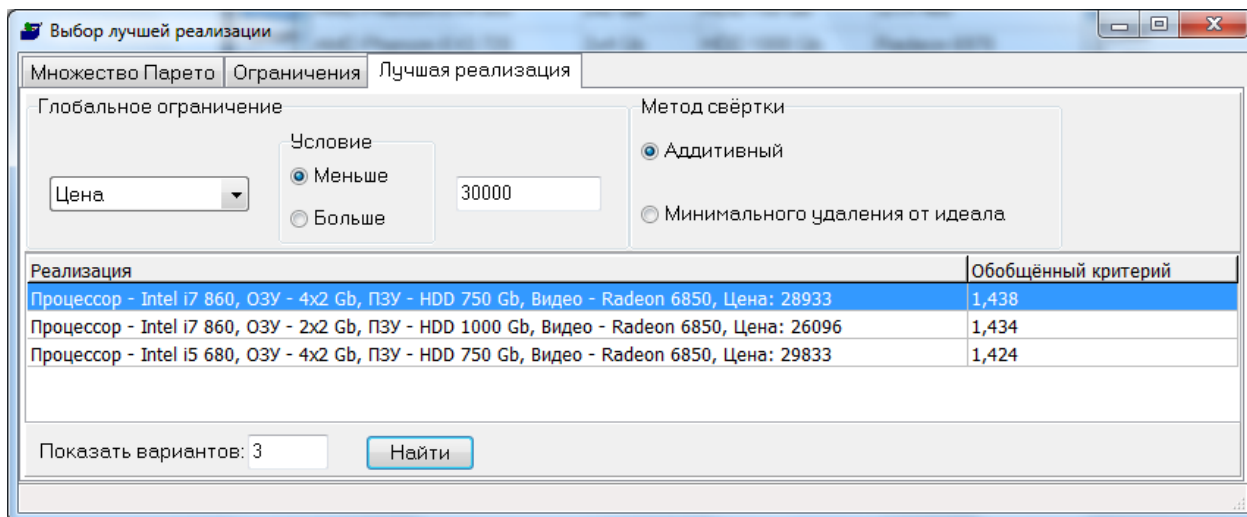 Выбор лучшей реализации
Множество Парето Ограничения Лучшая реализация
Глобальное ограничение Метод свёртки
Условие
Аддитивный
Меньше
Цена 30000
Больше Минимального удаления от идеала
Реализация Обобщённый критерий
Процессор - Intel i7 860, ОЗУ - 4x2 Gb, ПЗУ - HDD 750 Gb, Видео - Radeon 6850, Цена: 28933 1,438
Процессор - Intel i7 860, ОЗУ - 2x2 Gb, ПЗУ - HDD 1000 Gb, Видео - Radeon 6850, Цена: 26096 1,434
Процессор - Intel i5 680, ОЗУ - 4x2 Gb, ПЗУ - HDD 750 Gb, Видео - Radeon 6850, Цена: 29833 1,424
Показать вариантов: 3 Найти